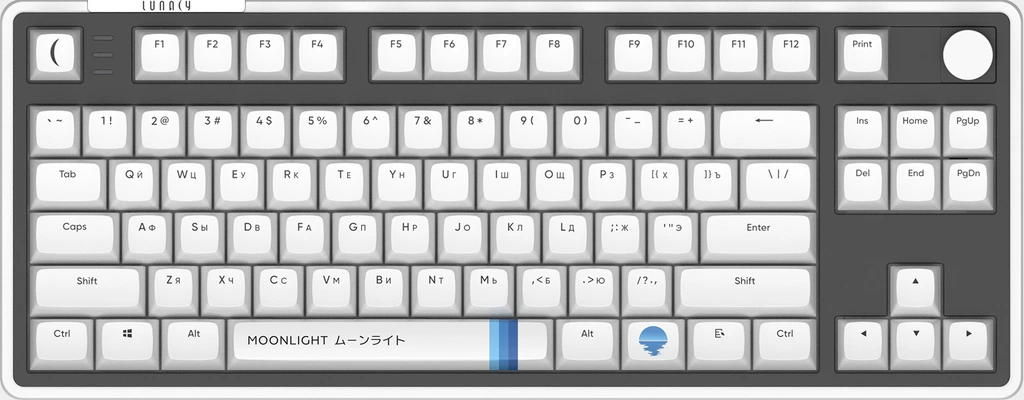 LUNACY
( F1 F2 F3 F4 F5 F6 F7 F8 F9 F10 F11 F12 Print
` ~ 1 ! 2 @ 3 # 4 $ 5 % 6 ^ 7 & 8 * 9 ( 0 ) - _ = + ← Ins Home PgUp
Tab Q Й W Ц E У R К T Е Y Н U Г I Ш O Щ P З [ { Х ] } Ъ \ | / Del End PgDn
Caps A Ф S Ы D В F А G П H Р J О K Л L Д ; : Ж ' " Э Enter
Shift Z Я X Ч C С V М B И N Т M Ь , < Б . > Ю / ? . , Shift ▲
Ctrl Alt MOONLIGHT ムーンライト Alt Ctrl ◀ ▼ ▶